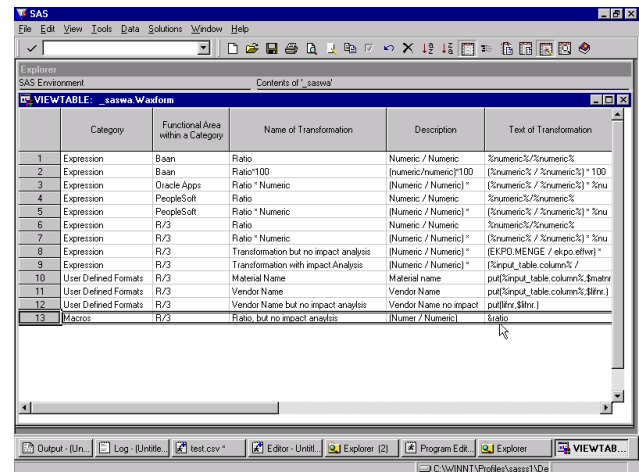 SAS
File Edit View Tools Data Solutions Window Help
Explorer
SAS Environment Contents of '_saswa'
VIEWTABLE: _saswa.Waxform
Category Functional Area within a Category Name of Transformation Description Text of Transformation
1 Expression Baan Ratio Numeric / Numeric %numeric%/%numeric%
2 Expression Baan Ratio*100 (numeric/numeric)*100 (%numeric% / %numeric%) * 100
3 Expression Oracle Apps Ratio * Numeric (Numeric / Numeric) * (%numeric% / %numeric%) * %nu
4 Expression PeopleSoft Ratio Numeric / Numeric %numeric%/%numeric%
5 Expression PeopleSoft Ratio * Numeric (Numeric / Numeric) * (%numeric% / %numeric%) * %nu
6 Expression R/3 Ratio Numeric / Numeric %numeric%/%numeric%
7 Expression R/3 Ratio * Numeric (Numeric / Numeric) * (%numeric% / %numeric%) * %nu
8 Expression R/3 Transformation but no impact analysis (Numeric / Numeric) * (EKPO.MENGE / ekpo.effwr) *
9 Expression R/3 Transformation with impact Analysis (Numeric / Numeric) * (%input_table.column% /
10 User Defined Formats R/3 Material Name Material name put(%input_table.column%,$matnr
11 User Defined Formats R/3 Vendor Name Vendor Name put(%input_table.column%,$lifnr.)
12 User Defined Formats R/3 Vendor Name but no impact anaylsis Vendor Name no impact put(lifnr,$lifnr.)
13 Macros R/3 Ratio, but no impact anaylsis (Numer / Numeric) &ratio
Output - (Un... Log - (Untitle... test.csv * Editor - Untitl... Explorer (2) Program Edit... Explorer VIEWTAB...
C:\WINNT\Profiles\sasss1\De